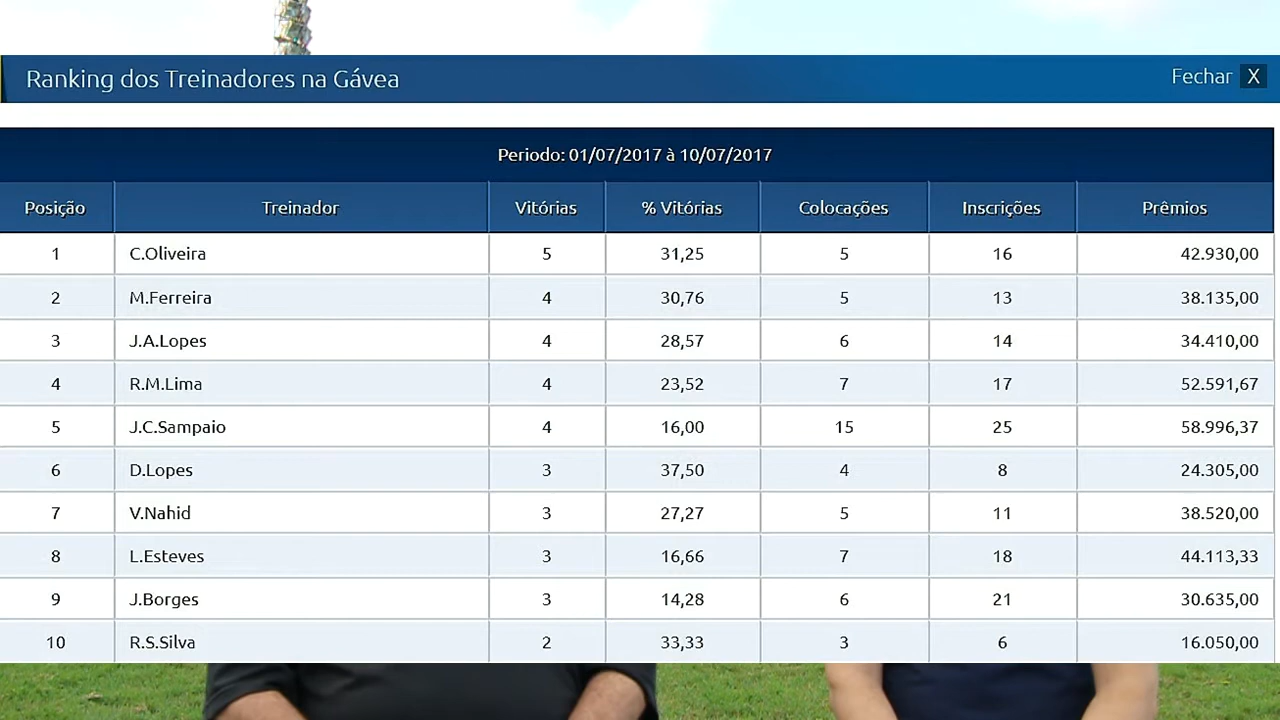 Ranking dos Treinadores na Gávea Fechar X
Periodo: 01/07/2017 à 10/07/2017
Posição Treinador Vitórias % Vitórias Colocações Inscrições Prêmios
1 C.Oliveira 5 31,25 5 16 42.930,00
2 M.Ferreira 4 30,76 5 13 38.135,00
3 J.A.Lopes 4 28,57 6 14 34.410,00
4 R.M.Lima 4 23,52 7 17 52.591,67
5 J.C.Sampaio 4 16,00 15 25 58.996,37
6 D.Lopes 3 37,50 4 8 24.305,00
7 V.Nahid 3 27,27 5 11 38.520,00
8 L.Esteves 3 16,66 7 18 44.113,33
9 J.Borges 3 14,28 6 21 30.635,00
10 R.S.Silva 2 33,33 3 6 16.050,00